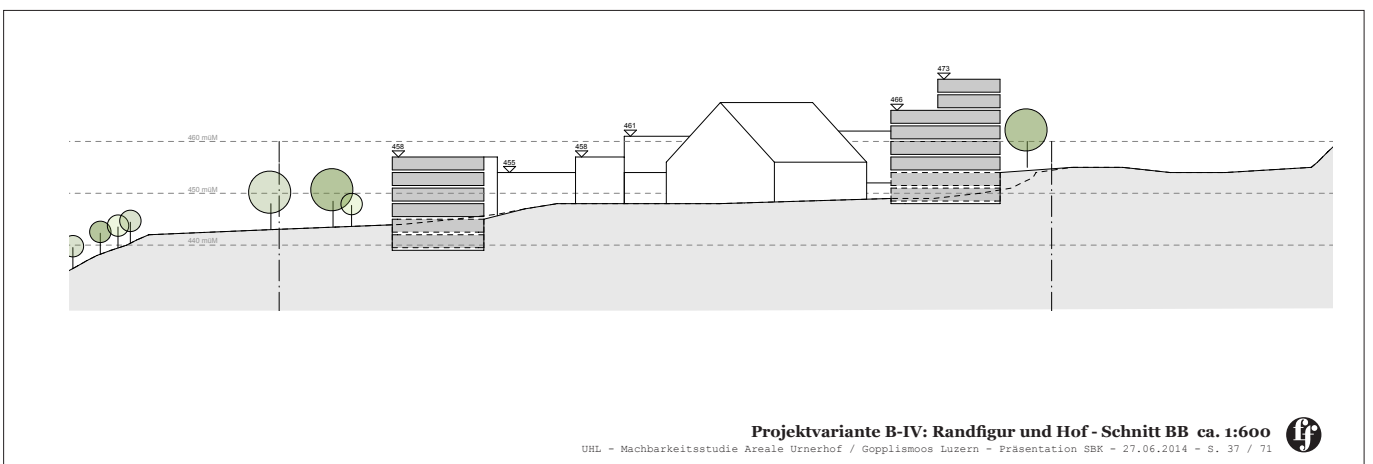 473
466
461
460 müM
458
458
455
450 müM
440 müM
Projektvariante B-IV: Randfigur und Hof - Schnitt BB ca. 1:600
ff
UHL - Machbarkeitsstudie Areale Urnerhof / Gopplismoos Luzern - Präsentation SBK - 27.06.2014 - S. 37 / 71